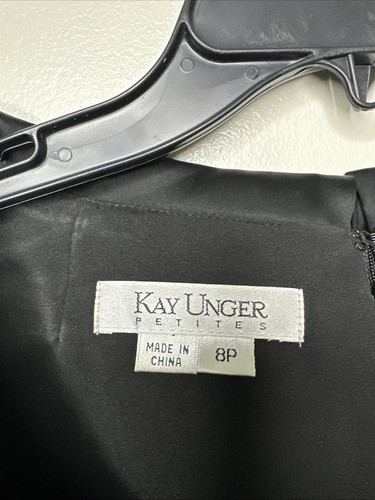 KAY UNGER
PETITES
MADE IN
CHINA
8P